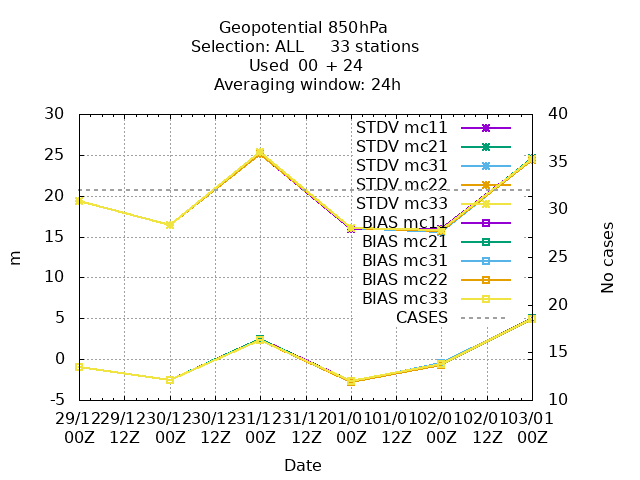 Geopotential 850hPa
Selection: ALL 33 stations
Used 00 + 24
Averaging window: 24h
30
25
20
15
10
5
0
-5
m
40
35
30
25
20
15
10
No cases
STDV mc11
STDV mc21
STDV mc31
STDV mc22
STDV mc33
BIAS mc11
BIAS mc21
BIAS mc31
BIAS mc22
BIAS mc33
CASES
29/12 29/12 30/12 30/12 31/12 31/12 01/01 01/01 02/01 02/01 03/01
00Z 12Z 00Z 12Z 00Z 12Z 00Z 12Z 00Z 12Z 00Z
Date